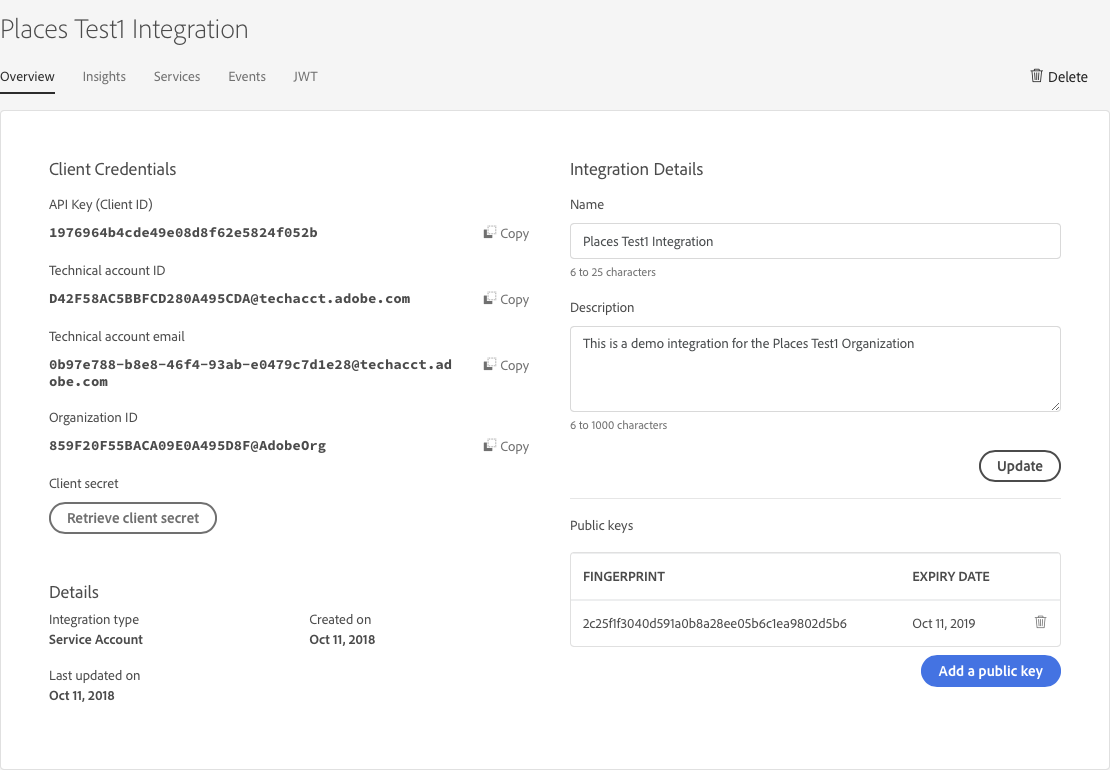 Places Test1 Integration
Overview Insights Services Events JWT Delete
Client Credentials
API Key (Client ID)
1976964b4cde49e08d8f62e5824f052b Copy
Technical account ID
D42F58AC5BBFCD280A495CDA@techacct.adobe.com Copy
Technical account email
0b97e788-b8e8-46f4-93ab-e0479c7d1e28@techacct.ad Copy
obe.com
Organization ID
859F20F55BACA09E0A495D8F@AdobeOrg Copy
Client secret
Retrieve client secret
Details
Integration type Created on
Service Account Oct 11, 2018
Last updated on
Oct 11, 2018
Integration Details
Name
Places Test1 Integration
6 to 25 characters
Description
This is a demo integration for the Places Test1 Organization
6 to 1000 characters
Update
Public keys
FINGERPRINT EXPIRY DATE
2c25f1f3040d591a0b8a28ee05b6c1ea9802d5b6 Oct 11, 2019
Add a public key